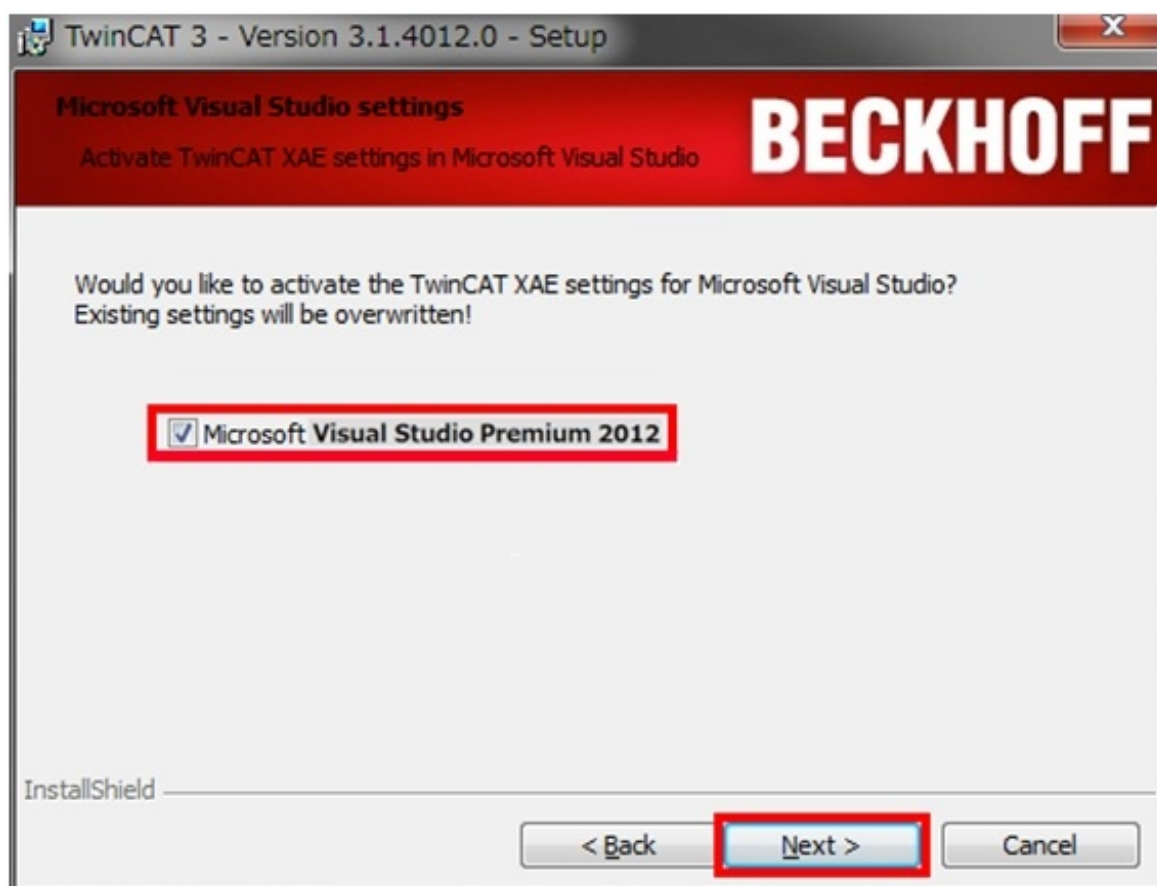 TwinCAT 3 - Version 3.1.4012.0 - Setup
Microsoft Visual Studio settings
Activate TwinCAT XAE settings in Microsoft Visual Studio
BECKHOFF
Would you like to activate the TwinCAT XAE settings for Microsoft Visual Studio?
Existing settings will be overwritten!
Microsoft Visual Studio Premium 2012
InstallShield
< Back
Next >
Cancel